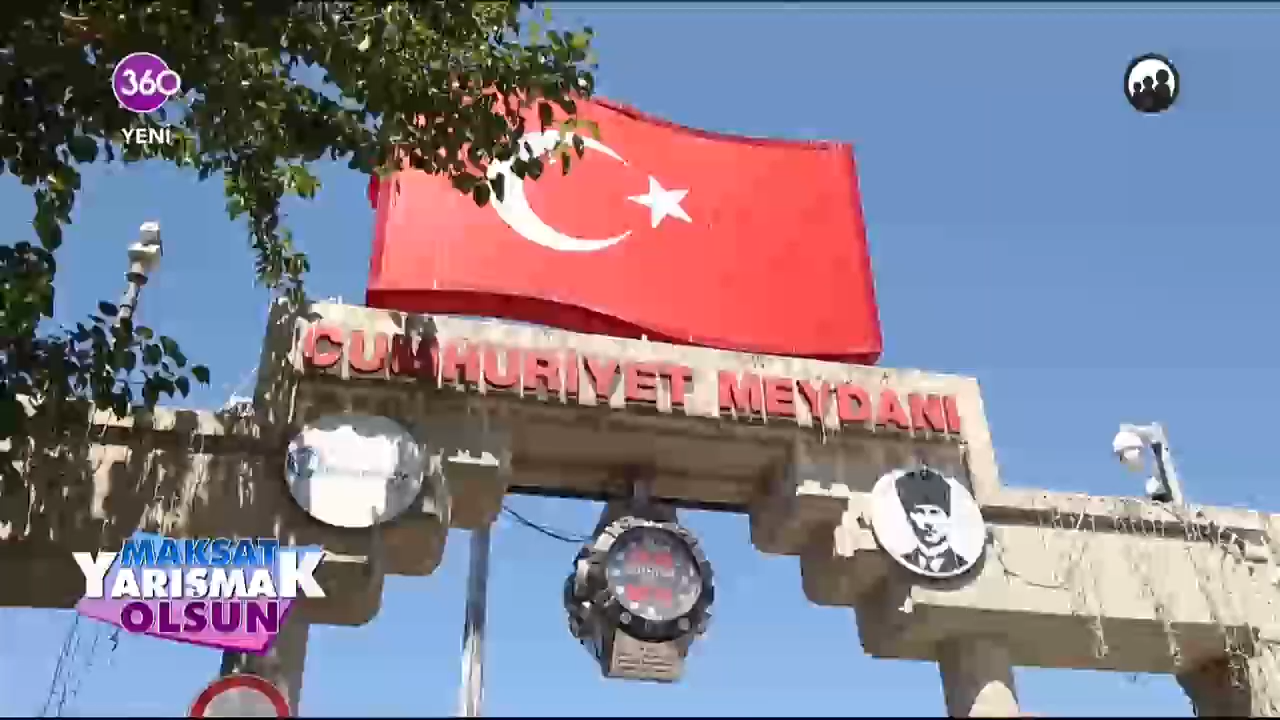 360
YENİ
CUMHURİYET MEYDANI
MAKSAT
YARIŞMAK
OLSUN